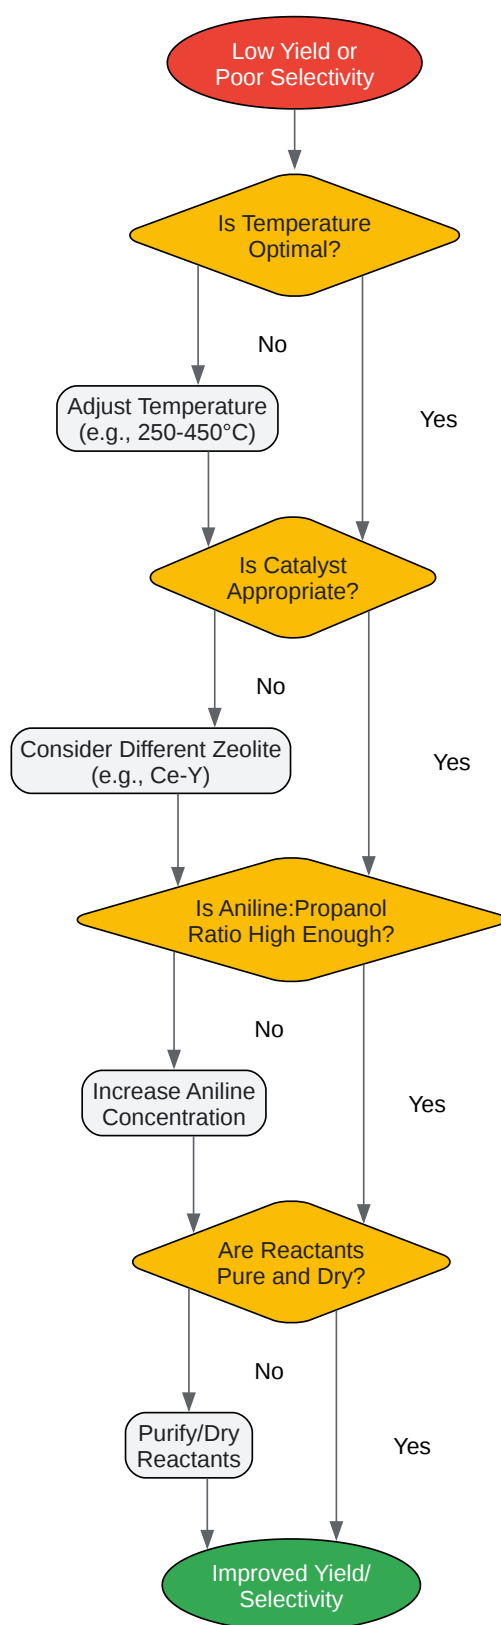 Low Yield or
Poor Selectivity
Is Temperature
Optimal?
No
Adjust Temperature
(e.g., 250-450°C)
Yes
Is Catalyst
Appropriate?
No
Consider Different Zeolite
(e.g., Ce-Y)
Yes
Is Aniline:Propanol
Ratio High Enough?
No
Increase Aniline
Concentration
Yes
Are Reactants
Pure and Dry?
No
Purify/Dry
Reactants
Yes
Improved Yield/
Selectivity